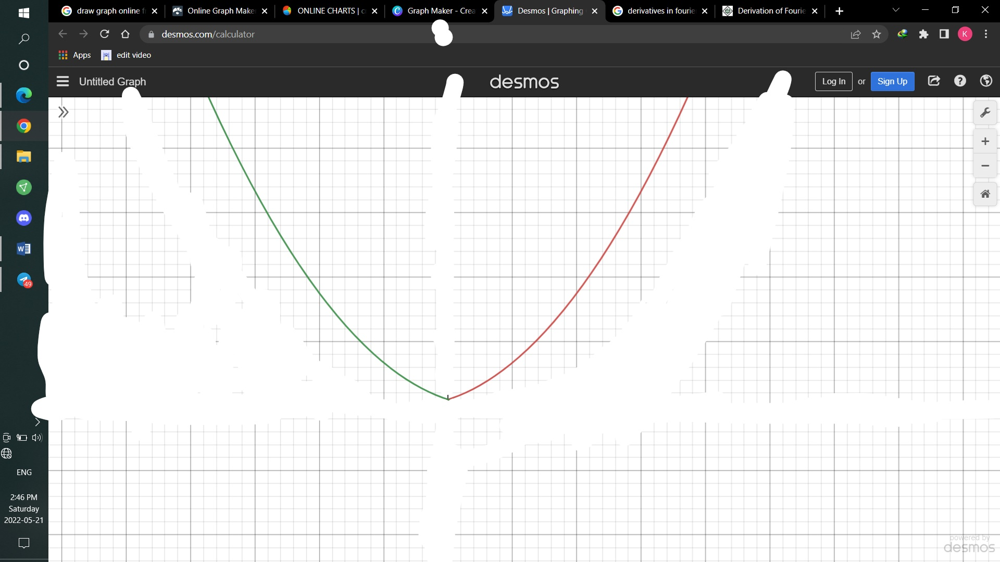 draw graph online f
Online Graph Make
ONLINE CHARTS | c
Graph Maker - Crea
Desmos | Graphing
derivatives in fourie
Derivation of Fourie
desmos.com/calculator
K
Apps
edit video
Untitled Graph
desmos
Log In
or
Sign Up
49
ENG
2:46 PM
Saturday
2022-05-21
powered by
desmos